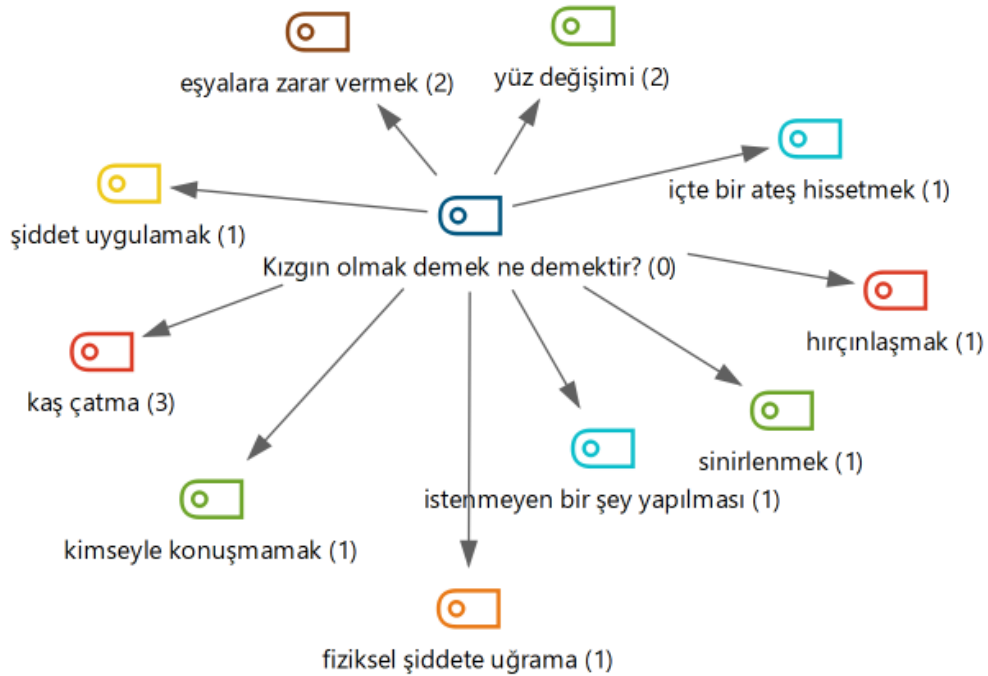 eşyalara zarar vermek (2)
yüz değişimi (2)
içte bir ateş hissetmek (1)
şiddet uygulamak (1)
Kızgın olmak demek ne demektir? (0)
hırçınlaşmak (1)
kaş çatma (3)
sinirlenmek (1)
istenmeyen bir şey yapılması (1)
kimseyle konuşmamak (1)
fiziksel şiddete uğrama (1)